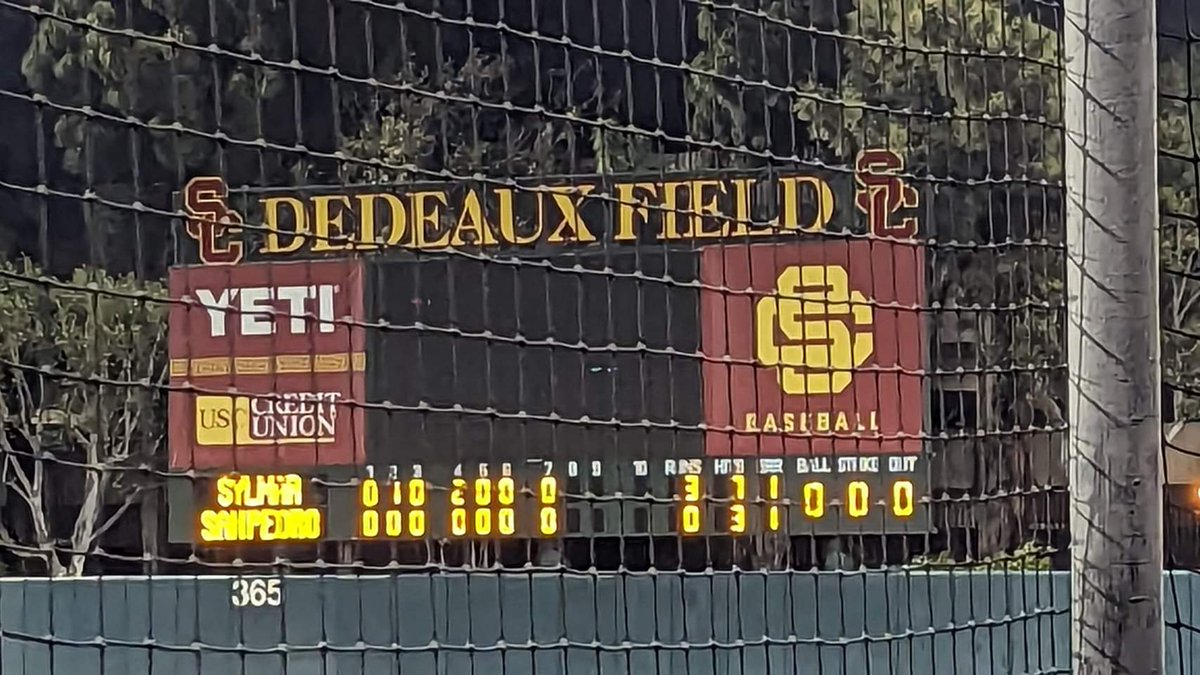 SC DEDEAUX FIELD SC
YETI
USC CREDIT UNION
SC
BASEBALL
1 2 3 4 5 6 7 8 9 10 RUNS HITS BALL STRIKE OUT
SYLMAR 0 1 0 2 0 0 0 3 7 1 0 0 0
SANPEDRO 0 0 0 0 0 0 0 0 3 1
365